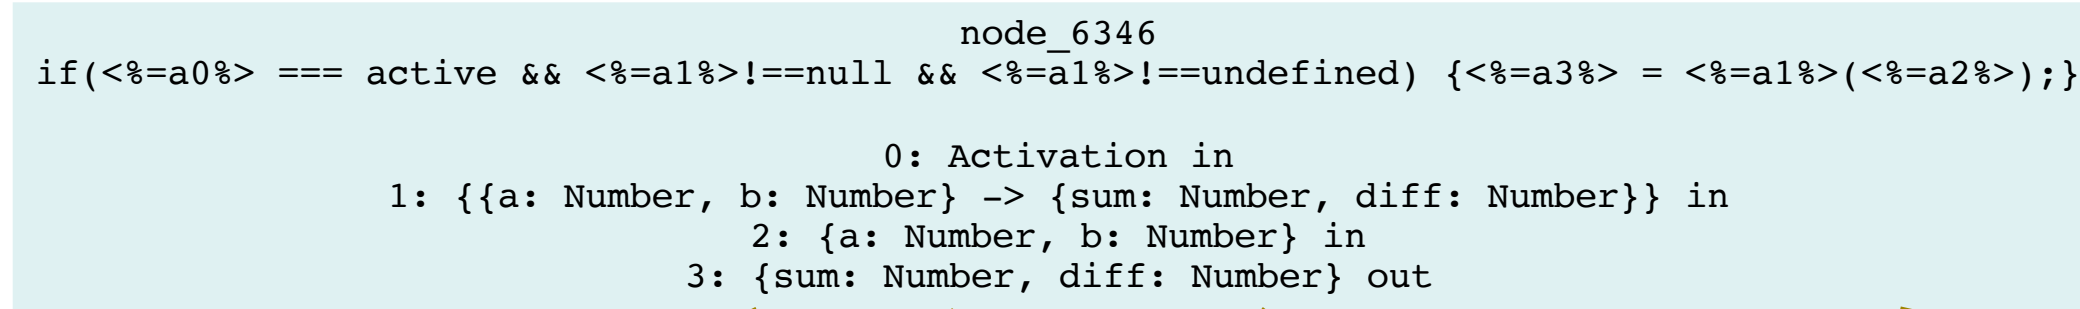 node_6346
if(<%=a0%> === active && <%=a1%>!==null && <%=a1%>!==undefined) {<%=a3%> = <%=a1%>(<%=a2%>);}
0: Activation in
1: {{a: Number, b: Number} -> {sum: Number, diff: Number}} in
2: {a: Number, b: Number} in
3: {sum: Number, diff: Number} out